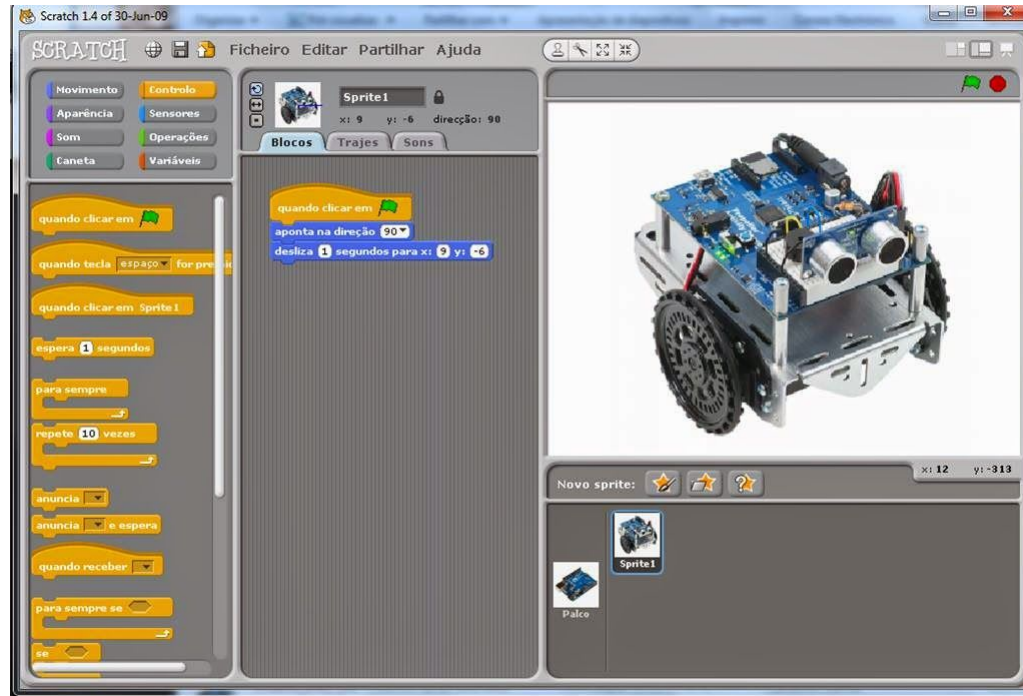 Scratch 1.4 of 30-Jun-09
SCRATCH Ficheiro Editar Partilhar Ajuda
Movimento Controlo
Aparência Sensores
Som Operações
Caneta Variáveis
quando clicar em
quando tecla espaço for
quando clicar em Sprite1
espera 1 segundos
para sempre
repete 10 vezes
anuncia
anuncia e espera
quando receber
para sempre se
se
Sprite1
x: 9 y: -6 direcção: 90
Blocos Trajes Sons
quando clicar em
aponta na direção 90
desliza 1 segundos para x: 9 y: -6
x: 12 y: -313
Novo sprite:
Sprite1
Palco